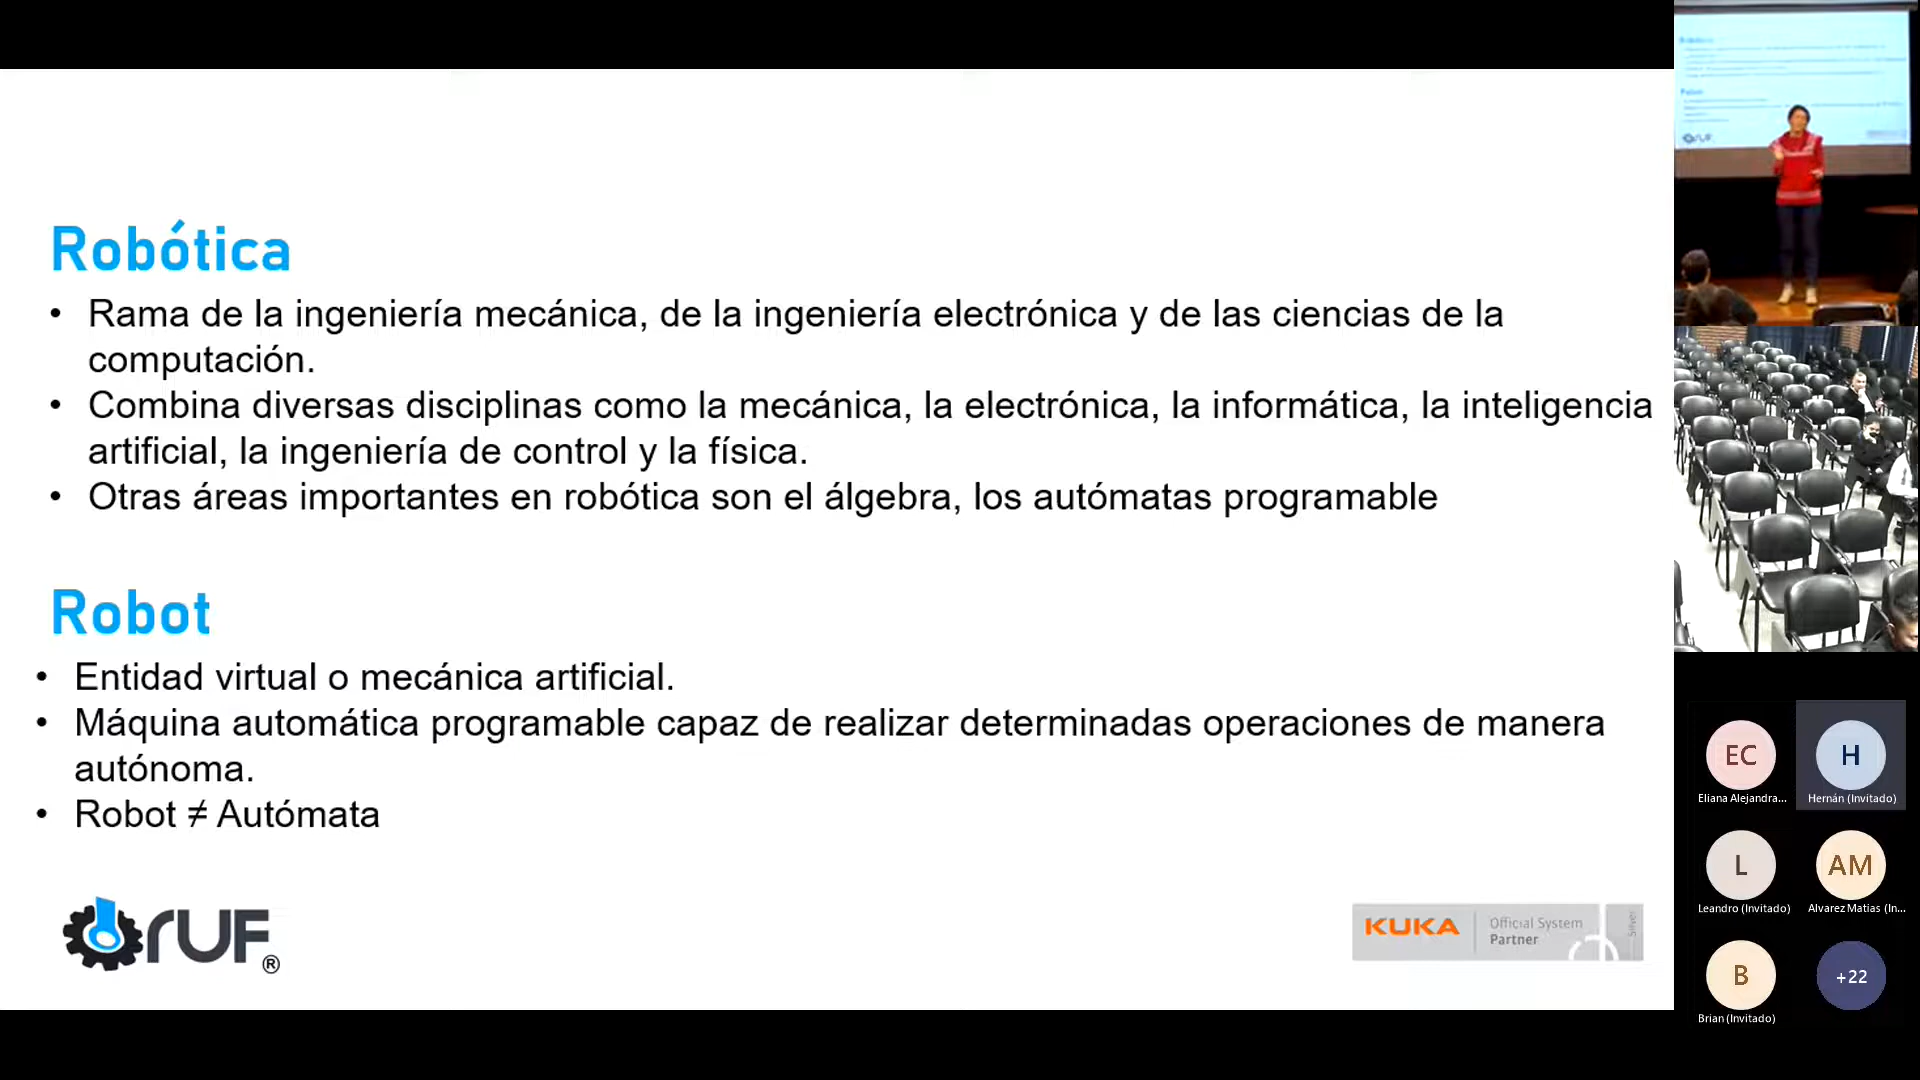 Robótica
• Rama de la ingeniería mecánica, de la ingeniería electrónica y de las ciencias de la
computación.
• Combina diversas disciplinas como la mecánica, la electrónica, la informática, la inteligencia
artificial, la ingeniería de control y la física.
• Otras áreas importantes en robótica son el álgebra, los autómatas programable
Robot
• Entidad virtual o mecánica artificial.
• Máquina automática programable capaz de realizar determinadas operaciones de manera
autónoma.
• Robot ≠ Autómata
ruf®
KUKA
Official System
Partner
Silver
EC
Eliana Alejandra...
H
Hernán (Invitado)
L
Leandro (Invitado)
AM
Alvarez Matías (In...
B
Brian (Invitado)
+22